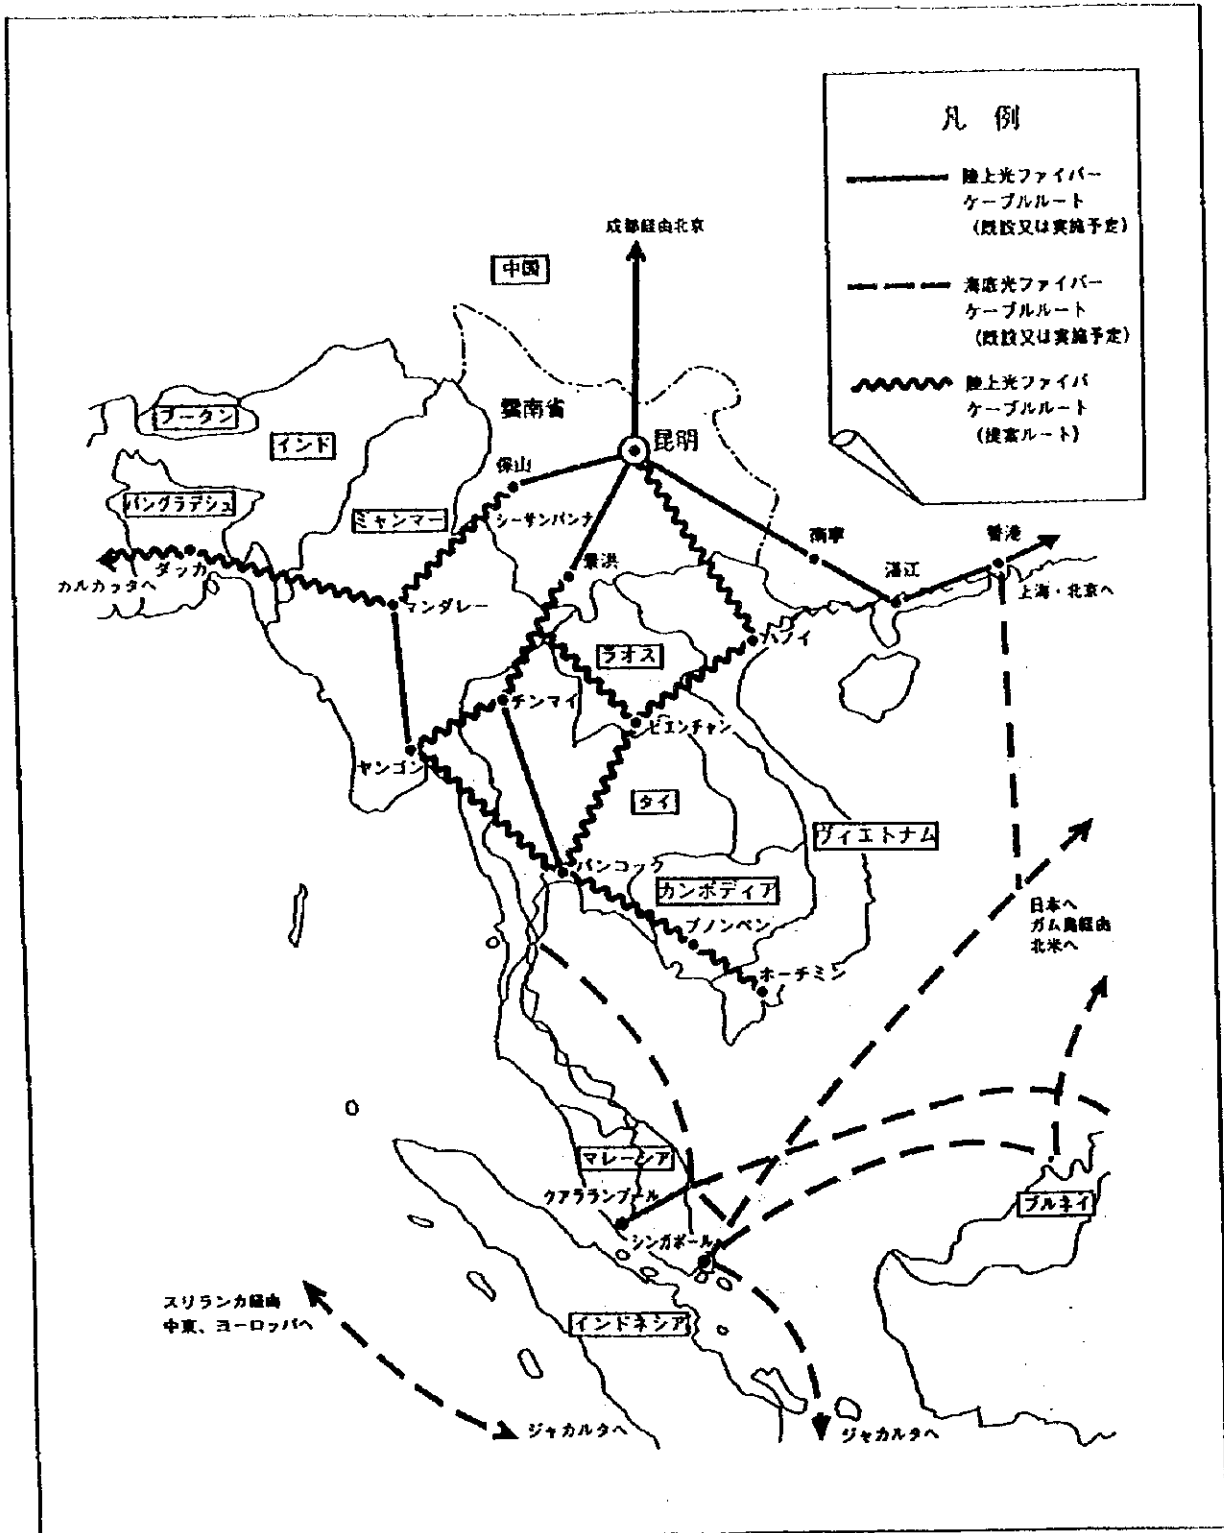 凡例
陸上光ファイバー
ケーブルルート
(既設又は実施予定)
海底光ファイバー
ケーブルルート
(既設又は実施予定)
陸上光ファイバ
ケーブルルート
(提案ルート)
成都経由北京
中国
雲南省
昆明
ブータン
インド
保山
バングラデシュ
ミャンマー
シーサンパンナ
景洪
南寧
湛江
香港
上海・北京へ
カルカッタへ
ダッカ
マンダレー
ハノイ
ラオス
チンマイ
ビエンチャン
ヤンゴン
タイ
ヴィエトナム
バンコック
カンボディア
プノンペン
ホーチミン
日本へ
ガム島経由
北米へ
マレーシア
クアラランプール
シンガポール
ブルネイ
インドネシア
スリランカ経由
中東、ヨーロッパへ
ジャカルタへ
ジャカルタへ